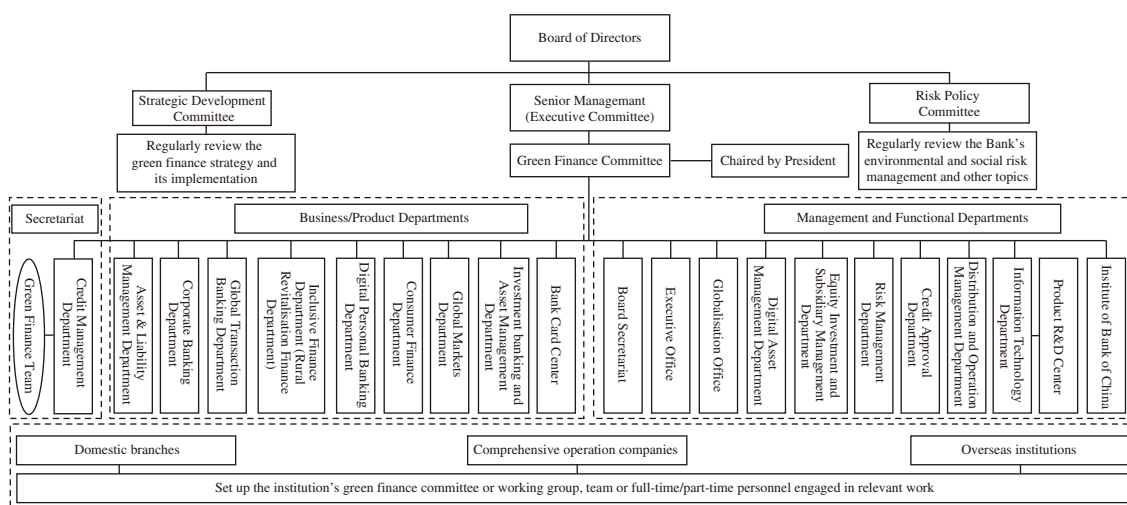 Board of Directors
Strategic Development
Committee
Senior Managemant
(Executive Committee)
Risk Policy
Committee
Regularly review the
green finance strategy and
its implementation
Green Finance Committee
Chaired by President
Regularly review the Bank's
environmental and social risk
management and other topics
Secretariat
Business/Product Departments
Management and Functional Departments
Green Finance Team
Credit Management
Department
Asset & Liability
Management Department
Corporate Banking
Department
Global Transaction
Banking Department
Inclusive Finance
Department (Rural
Revitalisation Finance
Department)
Digital Personal Banking
Department
Consumer Finance
Department
Global Markets
Department
Investment banking and
Asset Management
Department
Bank Card Center
Board Secretariat
Executive Office
Globalisation Office
Digital Asset
Management Department
Equity Investment and
Subsidiary Management
Department
Risk Management
Department
Credit Approval
Department
Distribution and Operation
Management Department
Information Technology
Department
Product R&D Center
Institute of Bank of China
Domestic branches
Comprehensive operation companies
Overseas institutions
Set up the institution's green finance committee or working group, team or full-time/part-time personnel engaged in relevant work